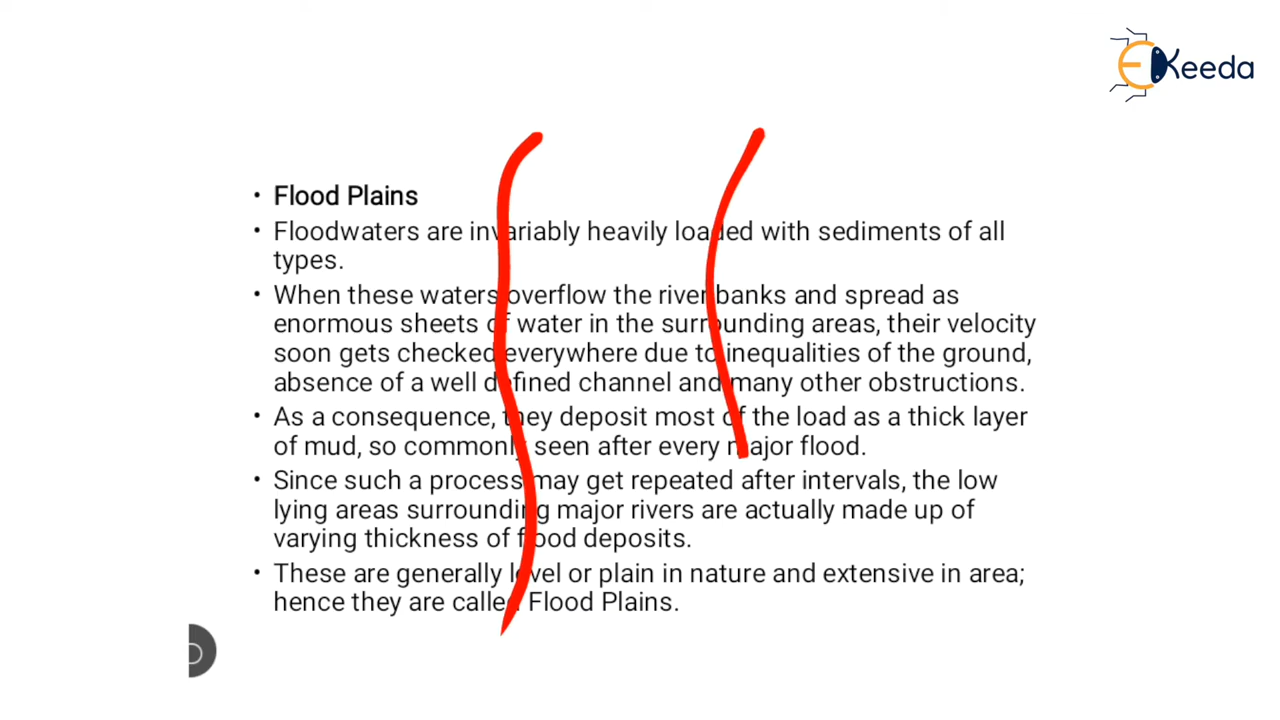 EKeeda
• Flood Plains
• Floodwaters are invariably heavily loaded with sediments of all
types.
• When these waters overflow the river banks and spread as
enormous sheets of water in the surrounding areas, their velocity
soon gets checked everywhere due to inequalities of the ground,
absence of a well defined channel and many other obstructions.
• As a consequence, they deposit most of the load as a thick layer
of mud, so commonly seen after every major flood.
• Since such a process may get repeated after intervals, the low
lying areas surrounding major rivers are actually made up of
varying thickness of flood deposits.
• These are generally level or plain in nature and extensive in area;
hence they are called Flood Plains.